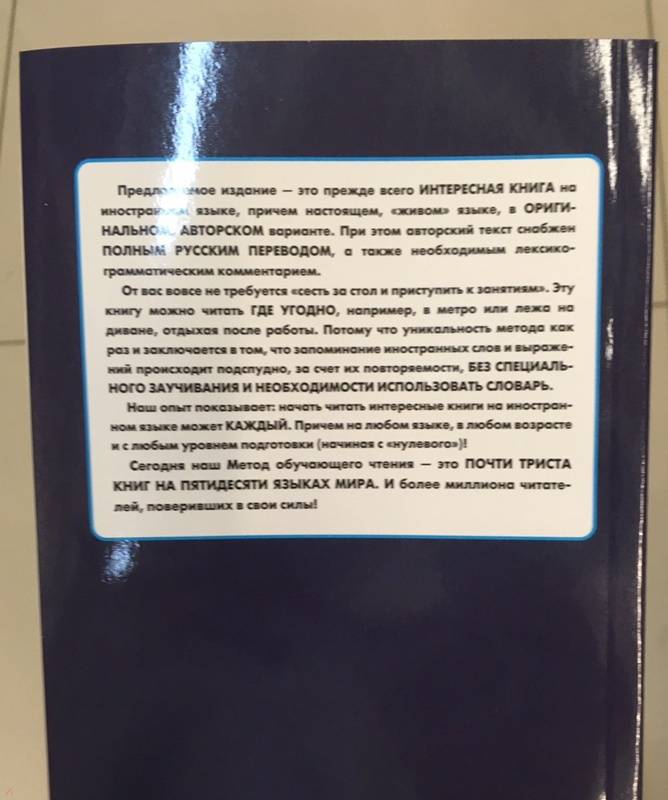 Предлагаемое издание — это прежде всего ИНТЕРЕСНАЯ КНИГА на
иностранном языке, причем настоящем, «живом» языке, в ОРИГИ-
НАЛЬНОМ, АВТОРСКОМ варианте. При этом авторский текст снабжен
ПОЛНЫМ РУССКИМ ПЕРЕВОДОМ, а также необходимым лексико-
грамматическим комментарием.
От вас вовсе не требуется «сесть за стол и приступить к занятиям». Эту
книгу можно читать ГДЕ УГОДНО, например, в метро или лежа на
диване, отдыхая после работы. Потому что уникальность метода как
раз и заключается в том, что запоминание иностранных слов и выраже-
ний происходит подспудно, за счет их повторяемости, БЕЗ СПЕЦИАЛЬ-
НОГО ЗАУЧИВАНИЯ И НЕОБХОДИМОСТИ ИСПОЛЬЗОВАТЬ СЛОВАРЬ.
Наш опыт показывает: начать читать интересные книги на иностран-
ном языке может КАЖДЫЙ. Причем на любом языке, в любом возрасте
и с любым уровнем подготовки (начиная с «нулевого»)!
Сегодня наш Метод обучающего чтения — это ПОЧТИ ТРИСТА
КНИГ НА ПЯТИДЕСЯТИ ЯЗЫКАХ МИРА. И более миллиона читате-
лей, поверивших в свои силы!